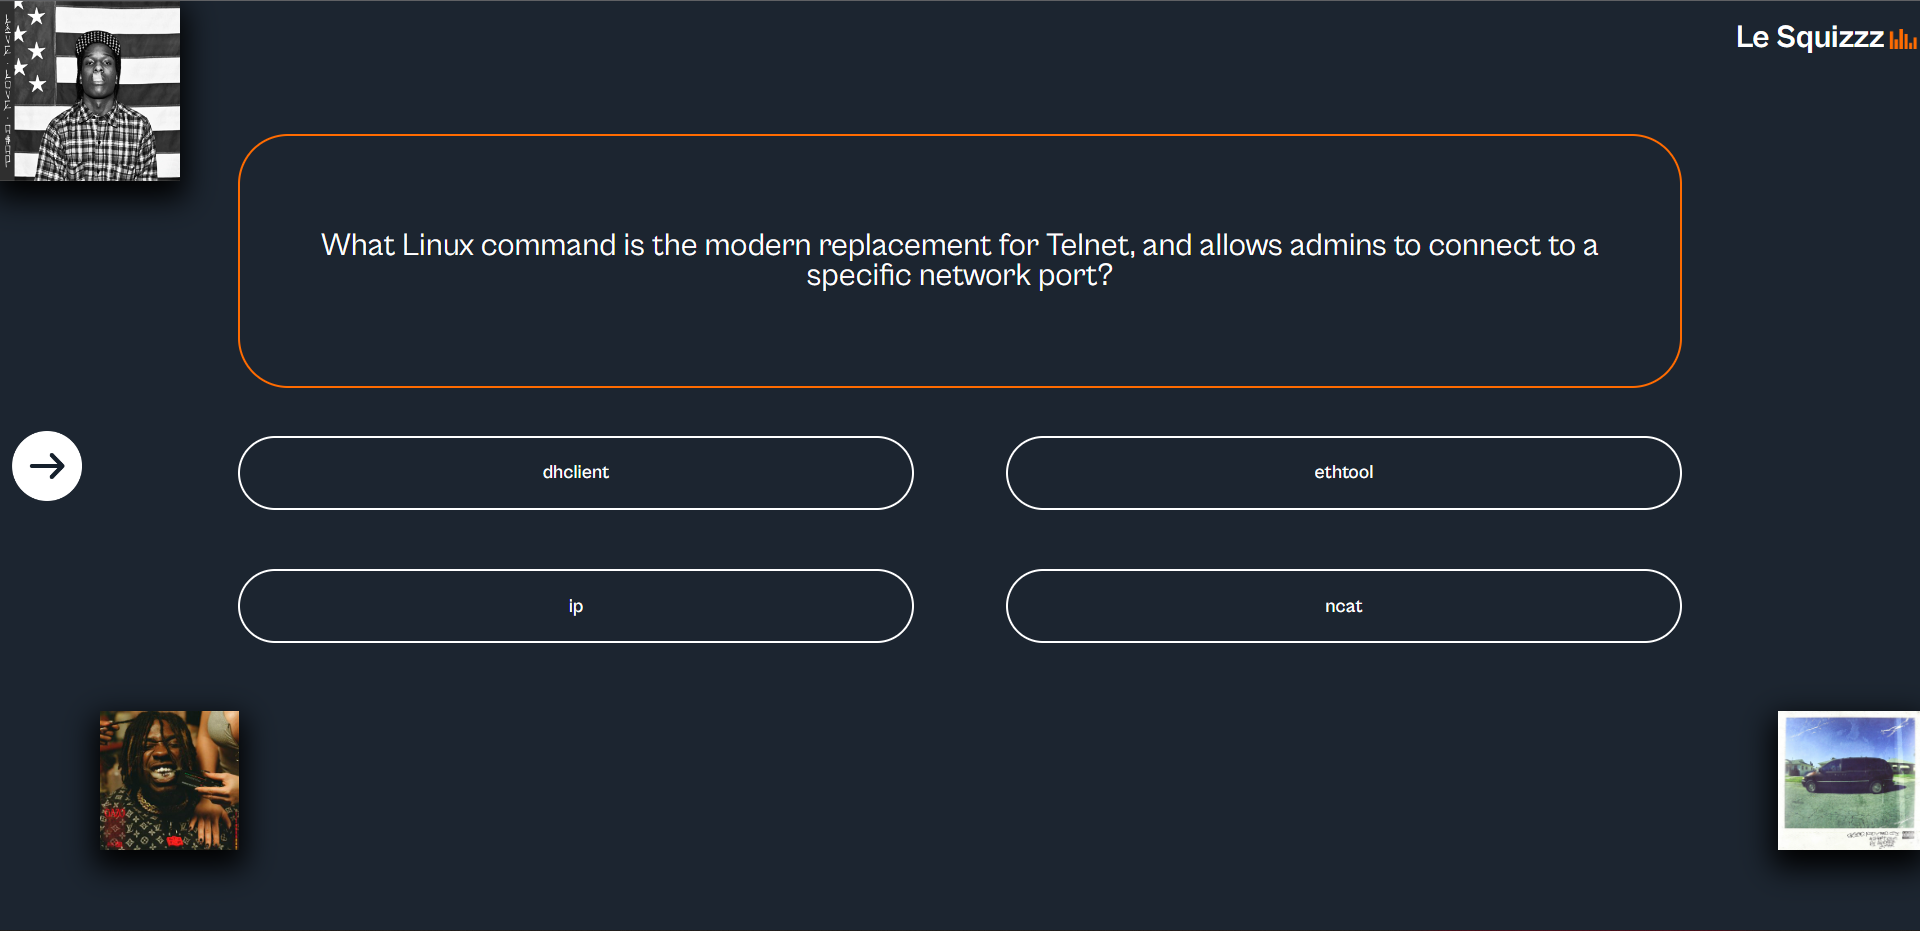 Le Squizzz
What Linux command is the modern replacement for Telnet, and allows admins to connect to a
specific network port?
dhclient
ethtool
ip
ncat